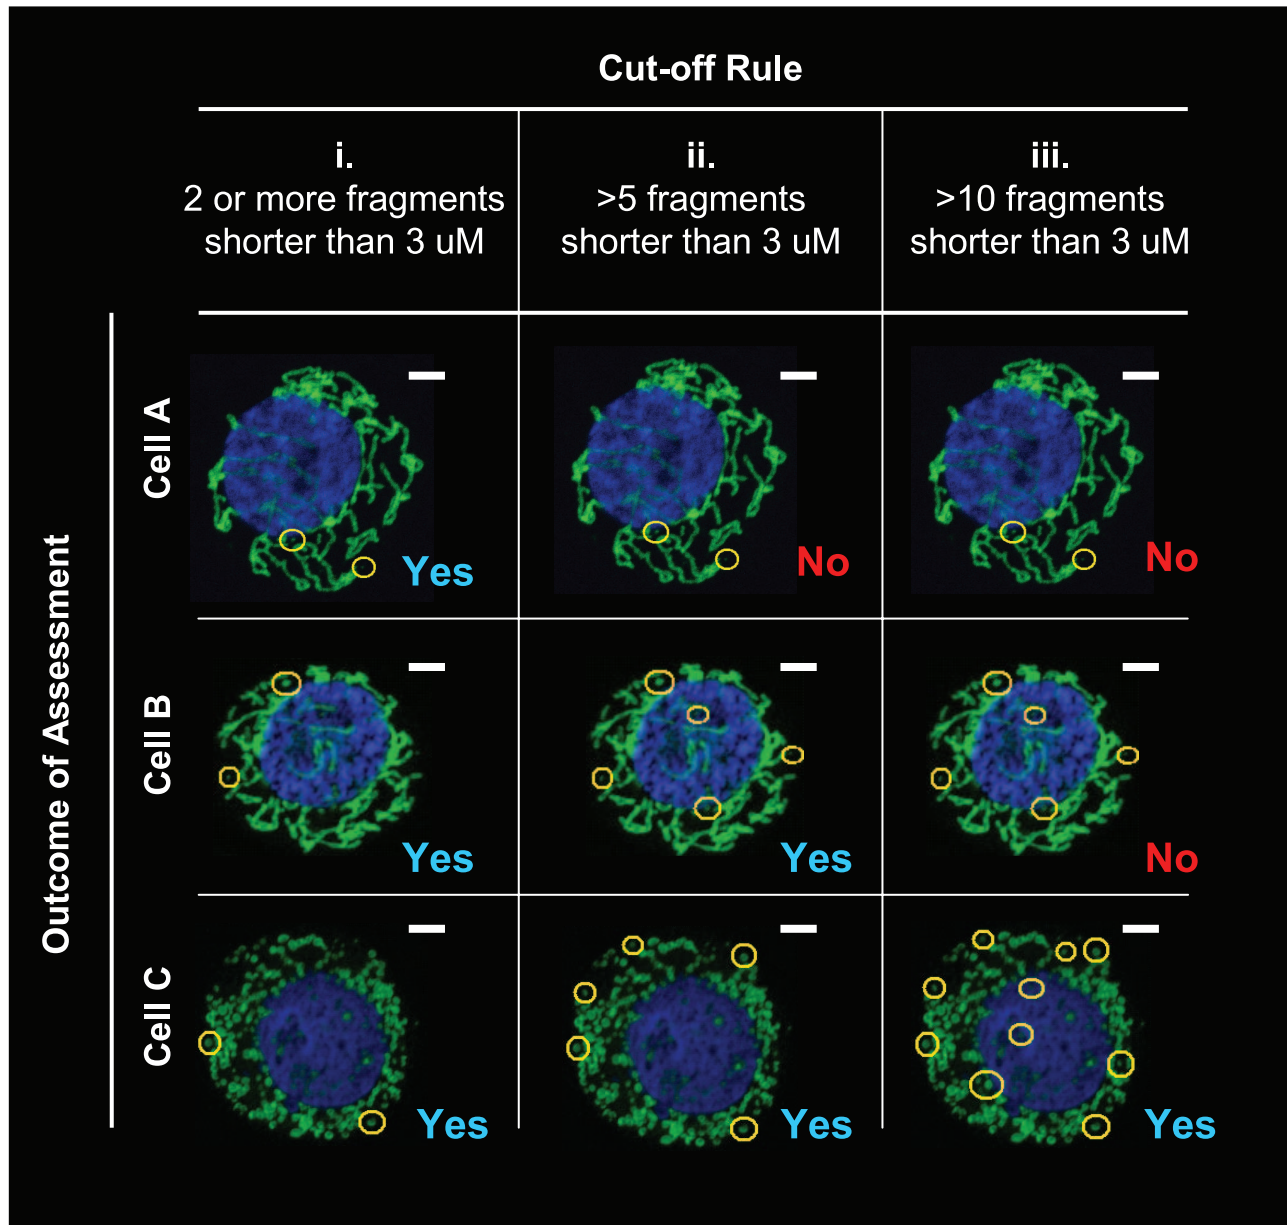 Cut-off Rule
i.
2 or more fragments
shorter than 3 uM
ii.
>5 fragments
shorter than 3 uM
iii.
>10 fragments
shorter than 3 uM
Outcome of Assessment
Cell A
Yes
No
No
Cell B
Yes
Yes
No
Cell C
Yes
Yes
Yes